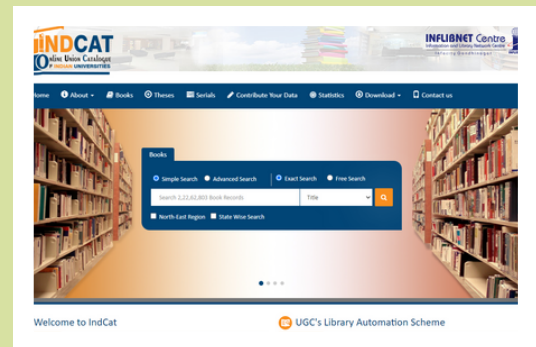 INDCAT
Online Union Catalogue
OF INDIAN UNIVERSITIES
INFLIBNET Centre
Information and Library Network Centre
Home About Books Theses Serials Contribute Your Data Statistics Download Contact us
Books
Simple Search Advanced Search Exact Search Free Search
Search 2,22,62,803 Book Records Title
North-East Region State Wise Search
Welcome to IndCat
UGC's Library Automation Scheme